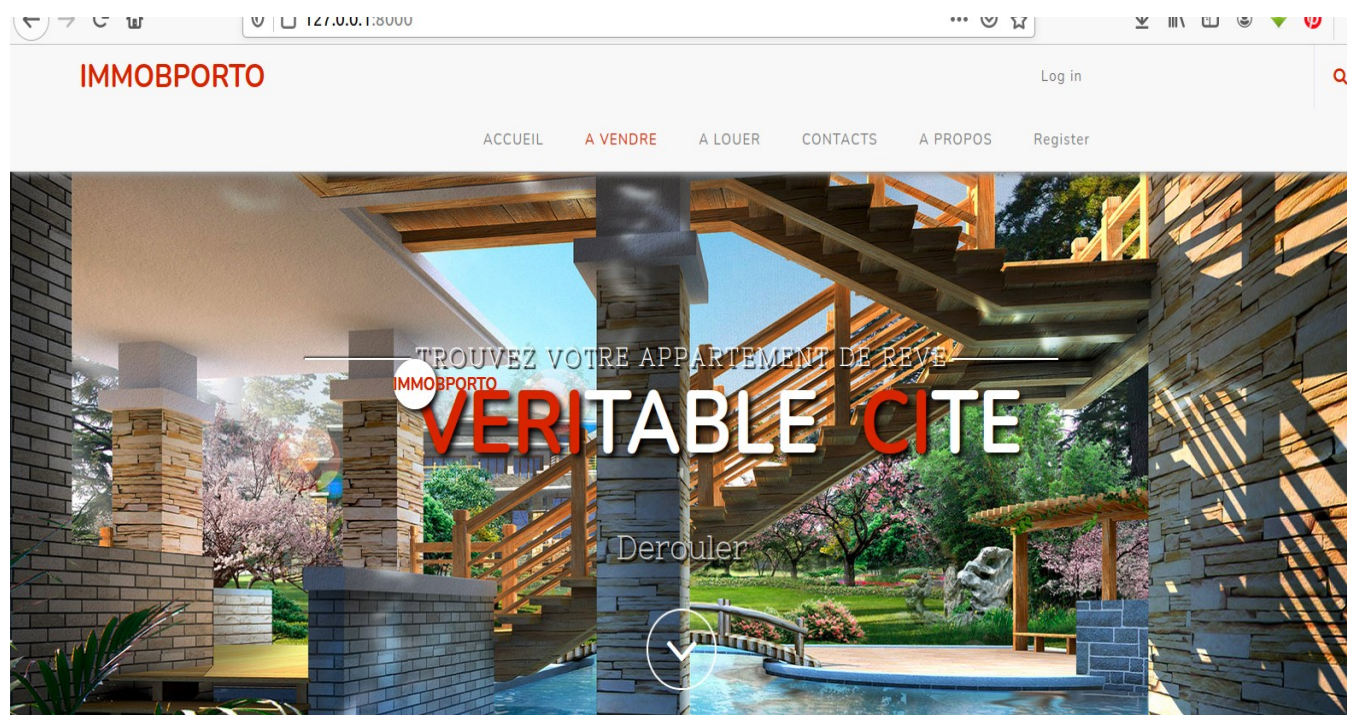 127.0.0.1:8000
IMMOBPORTO
Log in
ACCUEIL A VENDRE A LOUER CONTACTS A PROPOS Register
TROUVEZ VOTRE APPARTEMENT DE REVE
IMMOBPORTO
VERITABLE CITE
Derouler